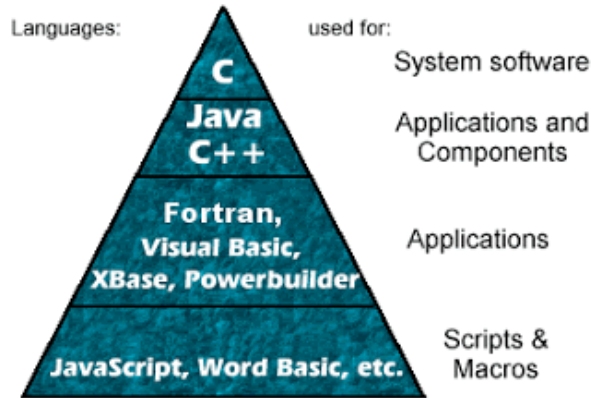 Languages:
used for:
C
System software
Java
C++
Applications and
Components
Fortran,
Visual Basic,
XBase, Powerbuilder
Applications
JavaScript, Word Basic, etc.
Scripts &
Macros